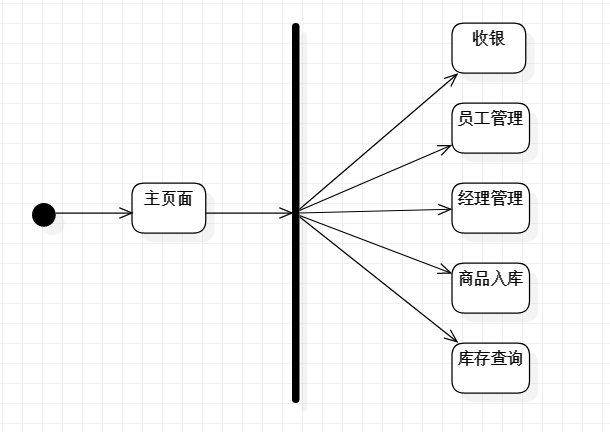 收银
员工管理
主页面
经理管理
商品入库
库存查询